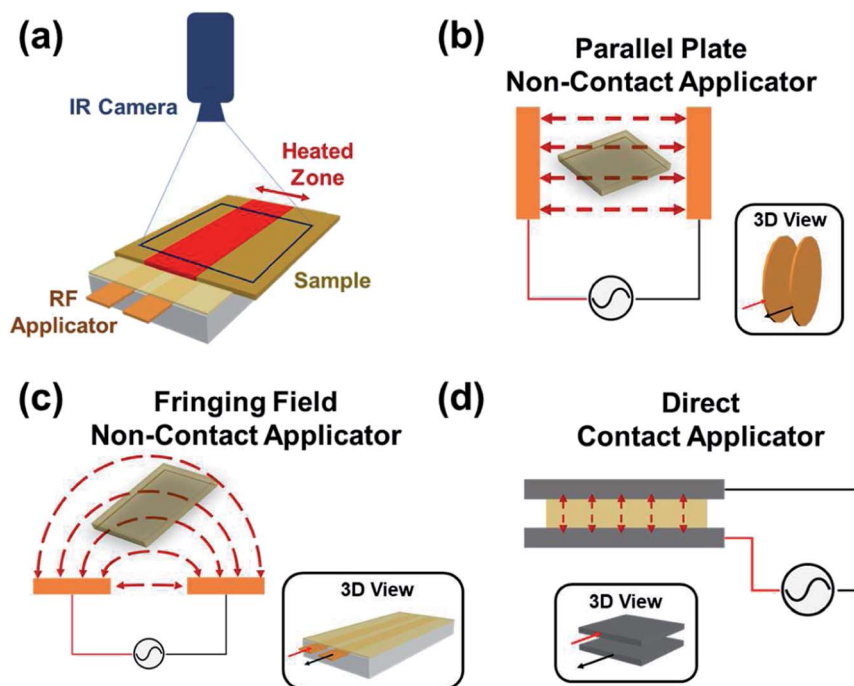 (a)
IR Camera
Heated
Zone
Sample
RF
Applicator
(b)
Parallel Plate
Non-Contact Applicator
3D View
(c)
Fringing Field
Non-Contact Applicator
3D View
(d)
Direct
Contact Applicator
3D View